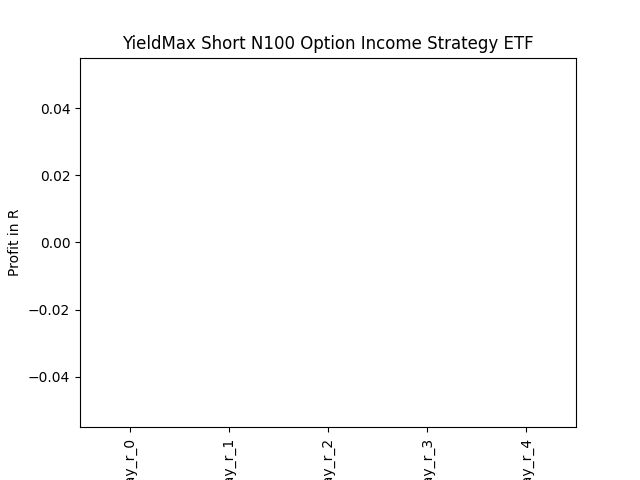 YieldMax Short N100 Option Income Strategy ETF
0.04
0.02
0.00
−0.02
−0.04
Profit in R
ay_r_0
ay_r_1
ay_r_2
ay_r_3
ay_r_4